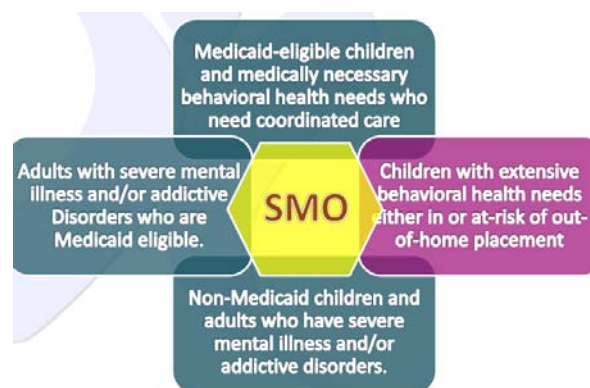 Medicaid-eligible children
and medically necessary
behavioral health needs who
need coordinated care
Adults with severe mental
illness and/or addictive
Disorders who are
Medicaid eligible.
SMO
Children with extensive
behavioral health needs
either in or at-risk of out-
of-home placement
Non-Medicaid children and
adults who have severe
mental illness and/or
addictive disorders.